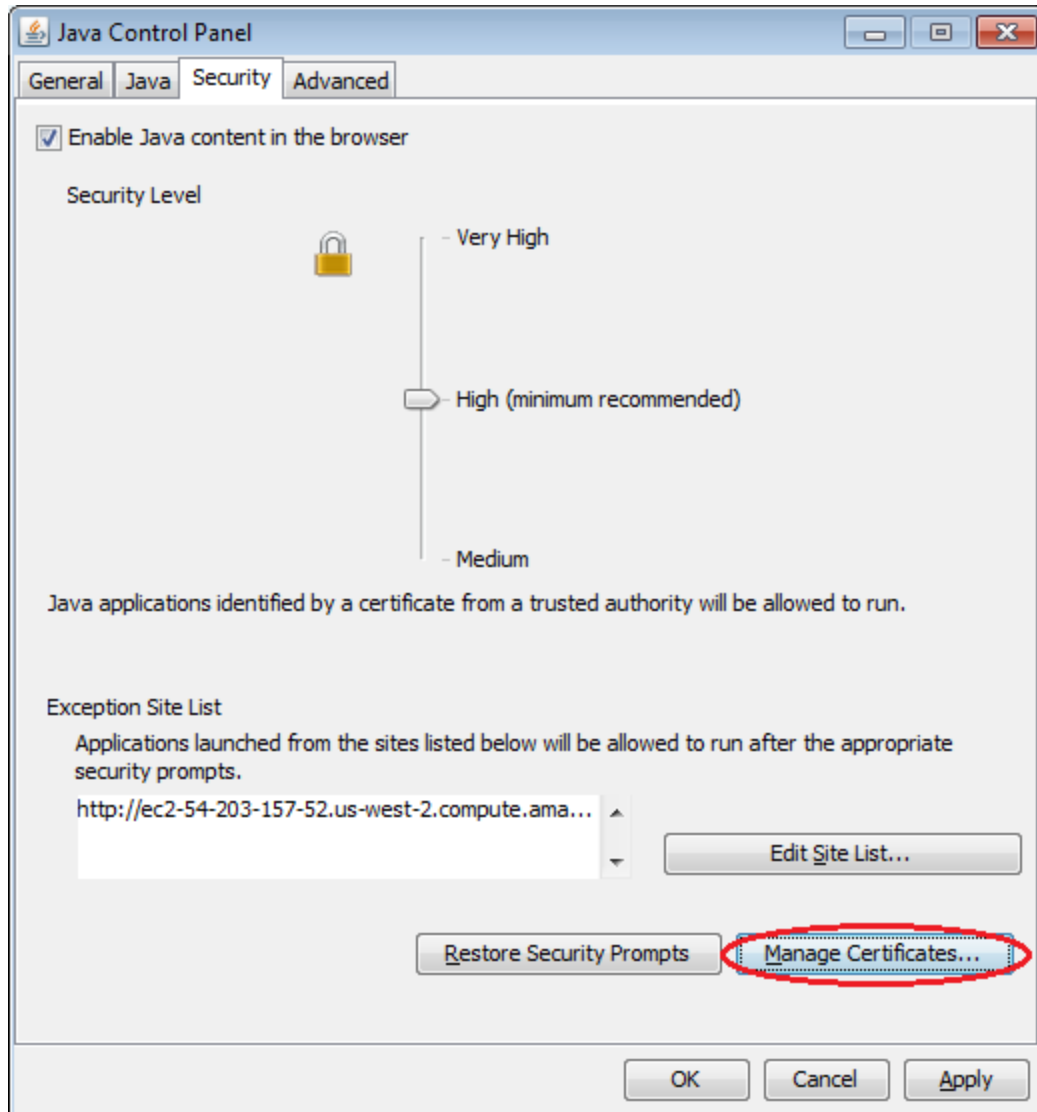 Java Control Panel
General Java Security Advanced
Enable Java content in the browser
Security Level
Very High
High (minimum recommended)
Medium
Java applications identified by a certificate from a trusted authority will be allowed to run.
Exception Site List
Applications launched from the sites listed below will be allowed to run after the appropriate
security prompts.
http://ec2-54-203-157-52.us-west-2.compute.ama...
Edit Site List...
Restore Security Prompts Manage Certificates...
OK Cancel Apply